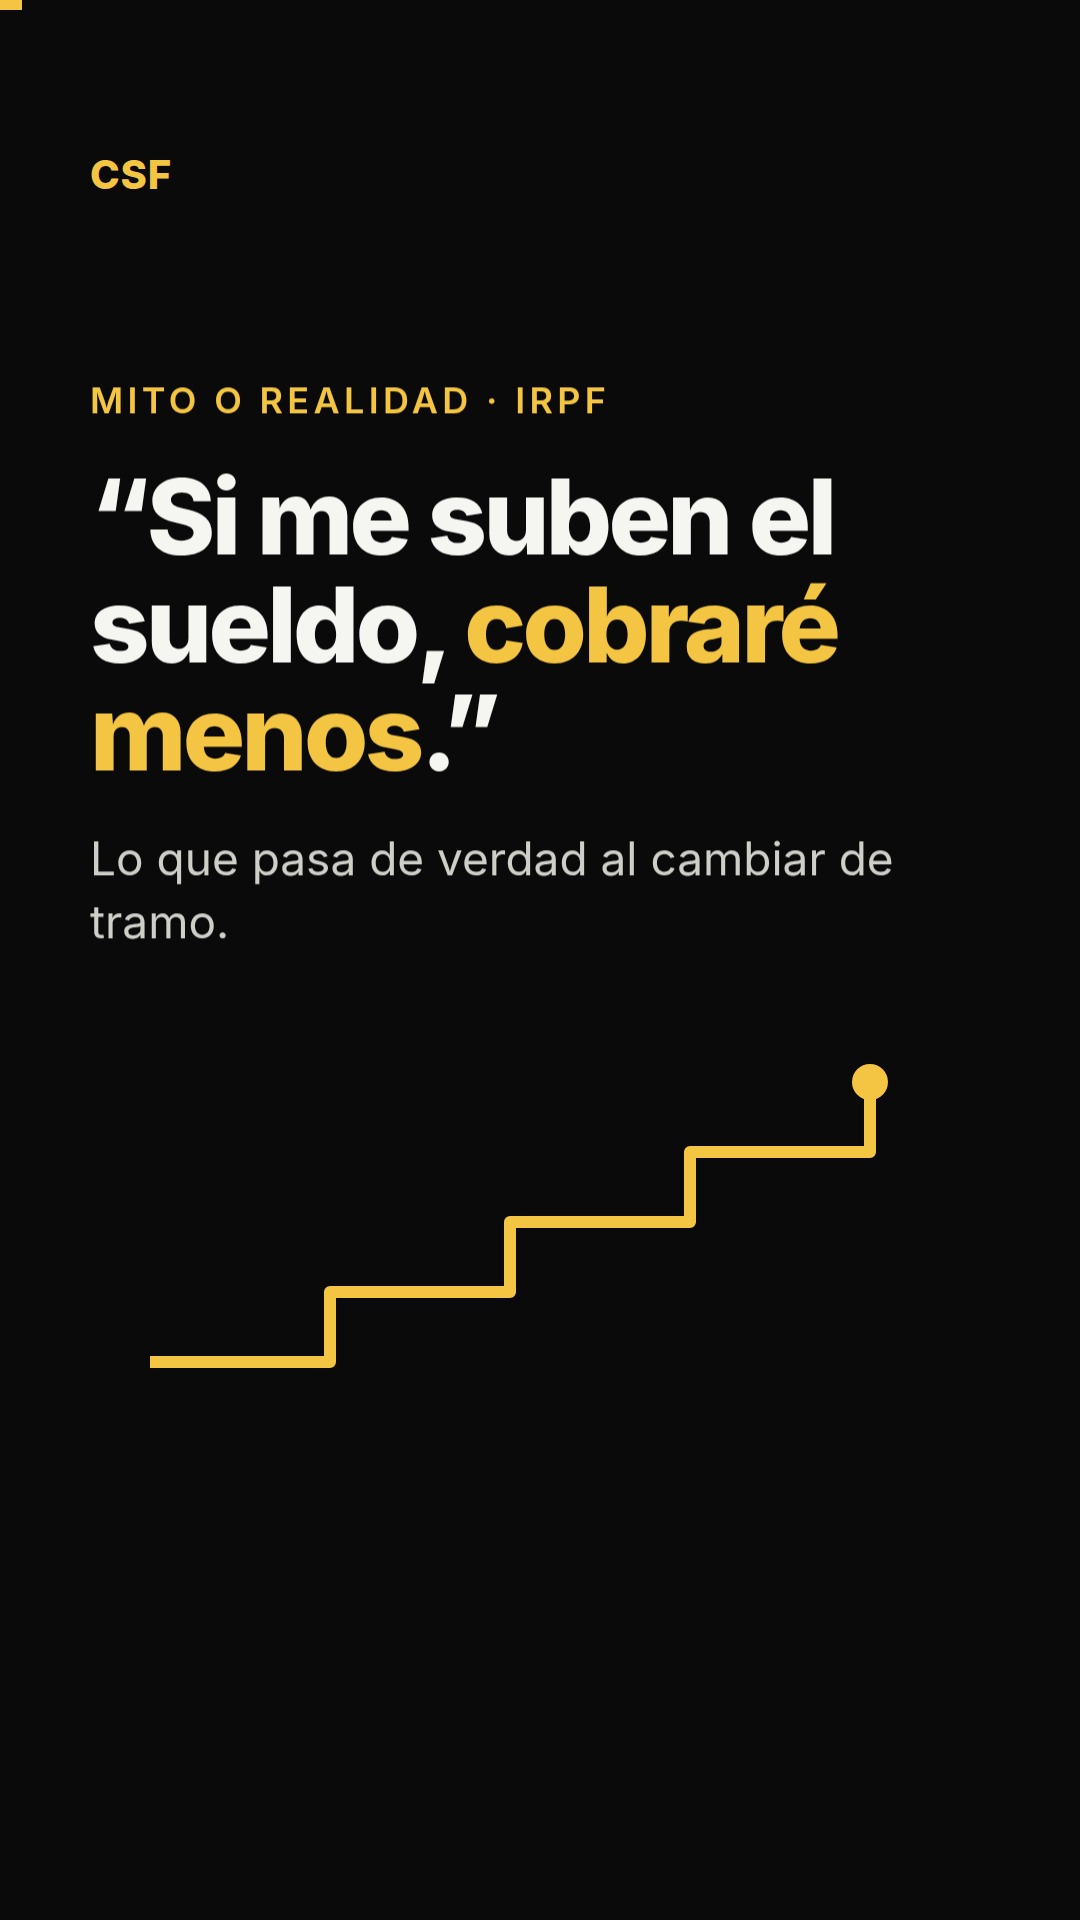 CSF
MITO O REALIDAD · IRPF
“Si me suben el
sueldo, cobraré
menos.”
Lo que pasa de verdad al cambiar de
tramo.